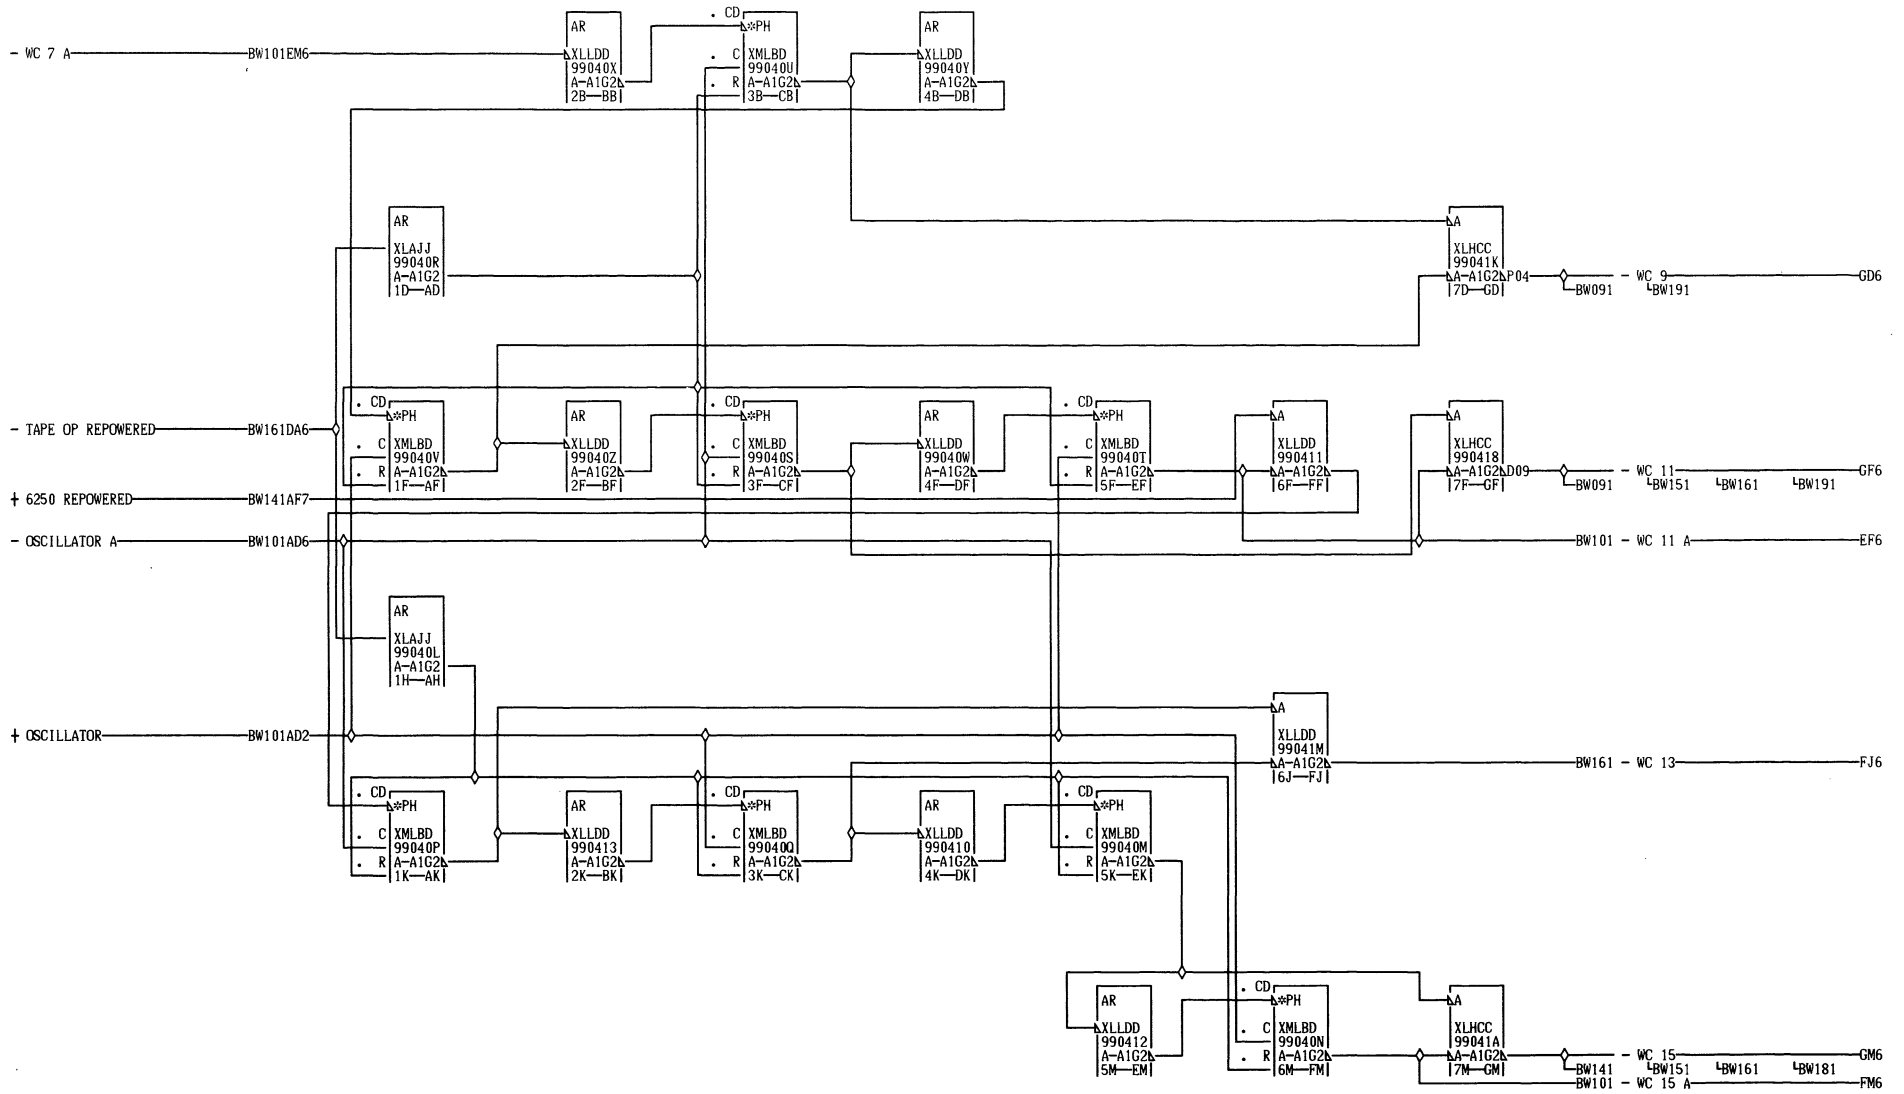 - WC 7 A BW101EM6
AR
XLLDD
99040X
A-A1G2
2B-BB
. CD
*PH
. C XMLBD
99040U
. R A-A1G2
3B-CB
AR
XLLDD
99040Y
A-A1G2
4B-DB
AR
XLAJJ
99040R
A-A1G2
1D-AD
A
XLHCC
99041K
A-A1G2 P04
7D-GD
- WC 9 GD6
BW091 BW191
- TAPE OP REPOWERED BW161DA6
+ 6250 REPOWERED BW141AF7
- OSCILLATOR A BW101AD6
. CD
*PH
. C XMLBD
99040V
. R A-A1G2
1F-AF
AR
XLLDD
99040Z
A-A1G2
2F-BF
. CD
*PH
. C XMLBD
99040S
. R A-A1G2
3F-CF
AR
XLLDD
99040W
A-A1G2
4F-DF
. CD
*PH
. C XMLBD
99040T
. R A-A1G2
5F-EF
A
XLLDD
990411
A-A1G2
6F-FF
A
XLHCC
990418
A-A1G2 D09
7F-GF
- WC 11 GF6
BW091 BW151 BW161 BW191
BW101 - WC 11 A EF6
AR
XLAJJ
99040L
A-A1G2
1H-AH
+ OSCILLATOR BW101AD2
A
XLLDD
99041M
A-A1G2
6J-FJ
BW161 - WC 13 FJ6
. CD
*PH
. C XMLBD
99040P
. R A-A1G2
1K-AK
AR
XLLDD
990413
A-A1G2
2K-BK
. CD
*PH
. C XMLBD
99040Q
. R A-A1G2
3K-CK
AR
XLLDD
990410
A-A1G2
4K-DK
. CD
*PH
. C XMLBD
99040M
. R A-A1G2
5K-EK
AR
XLLDD
990412
A-A1G2
5M-EM
. CD
*PH
. C XMLBD
99040N
. R A-A1G2
6M-FM
A
XLHCC
99041A
A-A1G2
7M-GM
- WC 15 GM6
BW141 BW151 BW161 BW181
BW101 - WC 15 A FM6